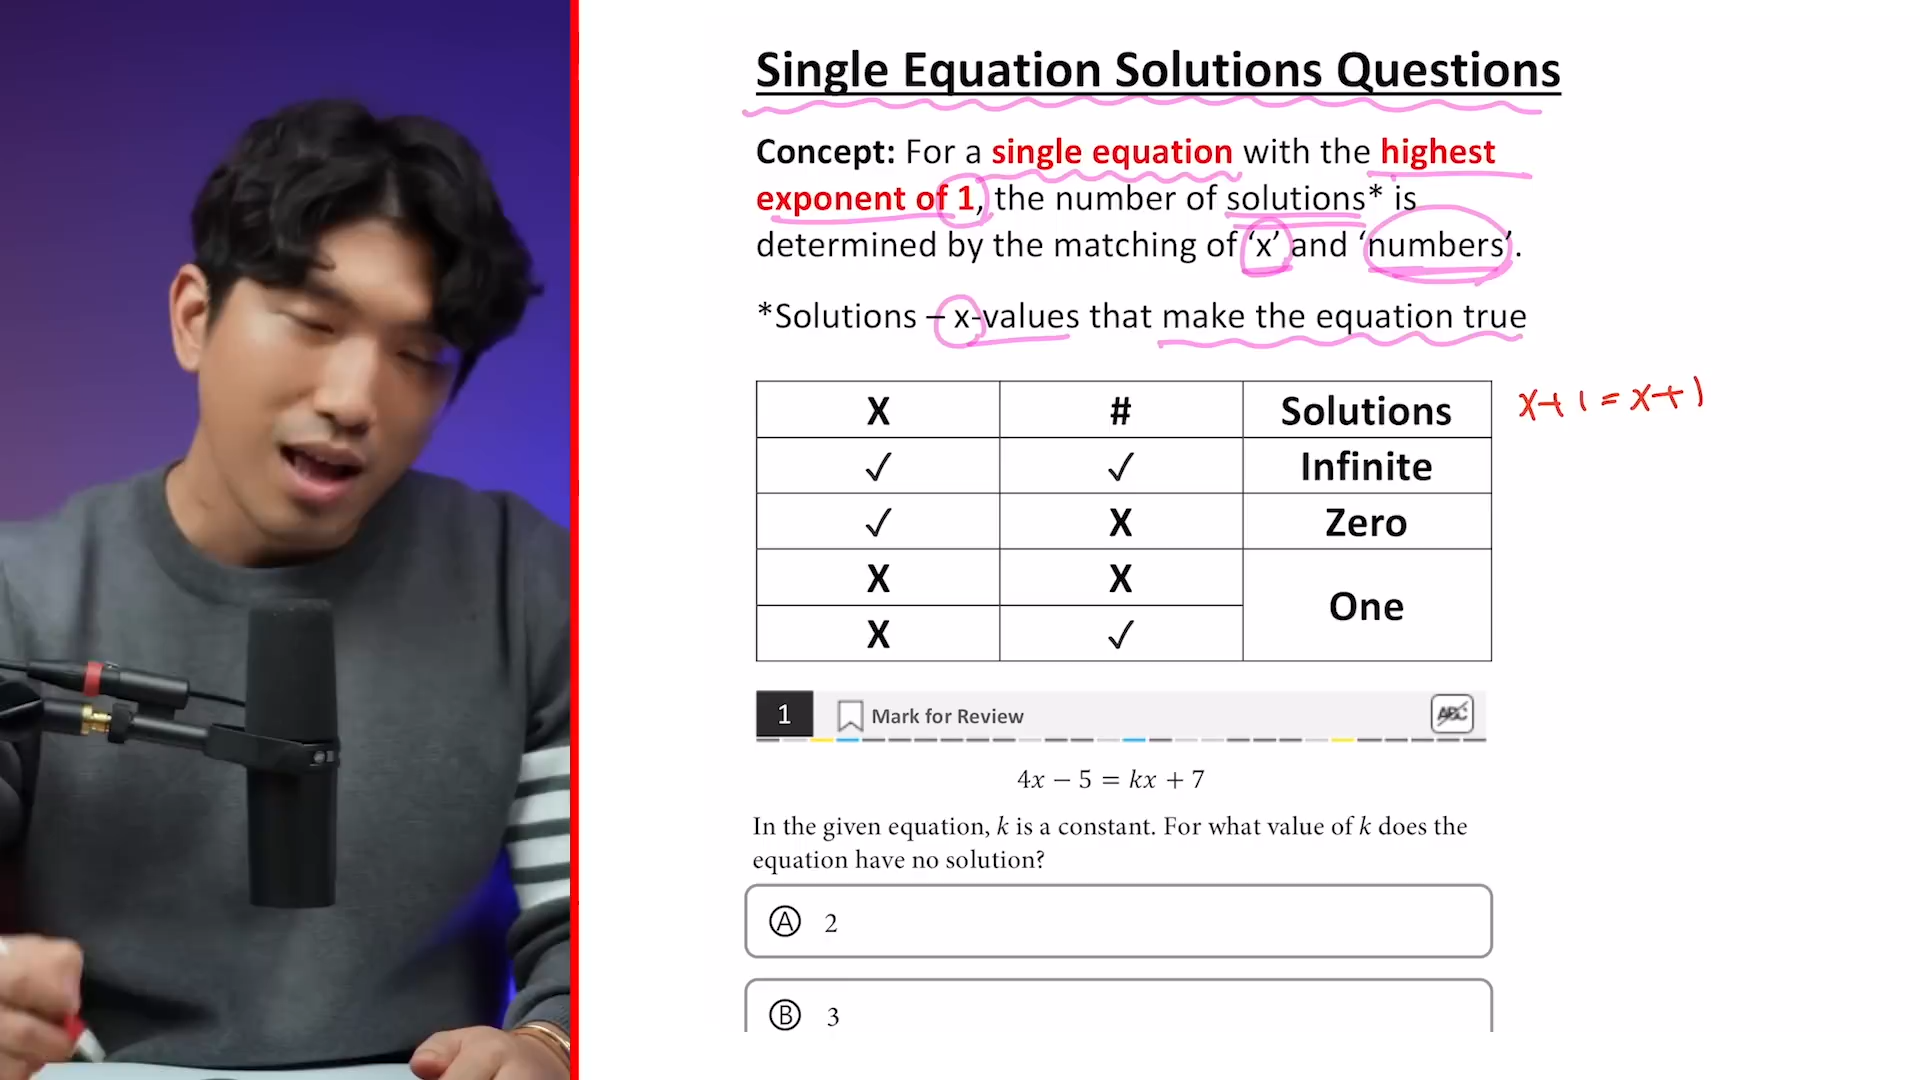 Single Equation Solutions Questions
Concept: For a single equation with the highest
exponent of 1, the number of solutions* is
determined by the matching of ‘x’ and ‘numbers’.
*Solutions – x-values that make the equation true
X # Solutions
x+1=x+1
✓ ✓ Infinite
✓ X Zero
X X One
X ✓
1 Mark for Review ABC
4x − 5 = kx + 7
In the given equation, k is a constant. For what value of k does the
equation have no solution?
A 2
B 3